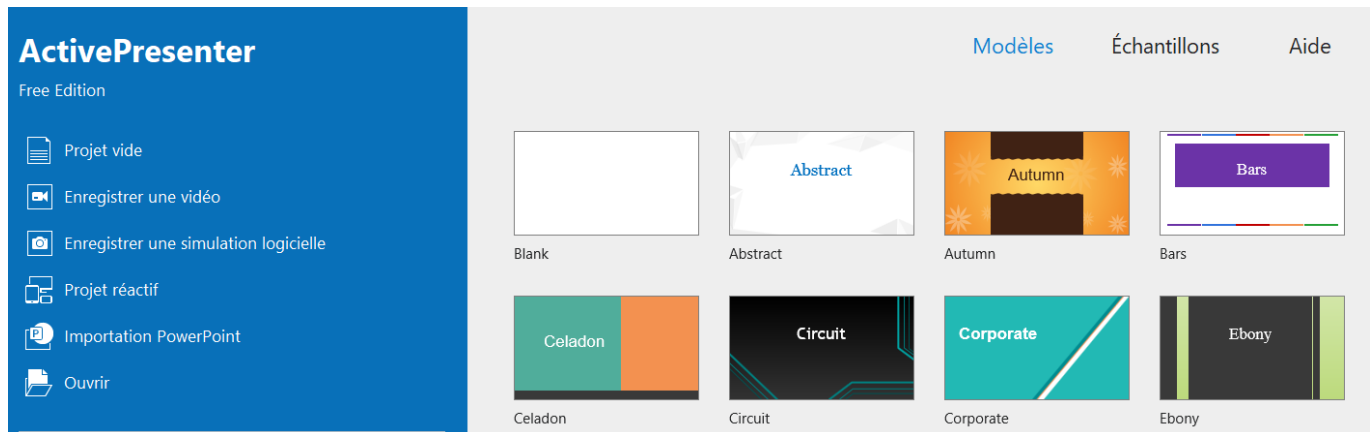 ActivePresenter
Free Edition
Projet vide
Enregistrer une vidéo
Enregistrer une simulation logicielle
Projet réactif
Importation PowerPoint
Ouvrir
Modèles Échantillons Aide
Abstract
Autumn
Bars
Blank Abstract Autumn Bars
Celadon
Circuit
Corporate
Ebony
Celadon Circuit Corporate Ebony